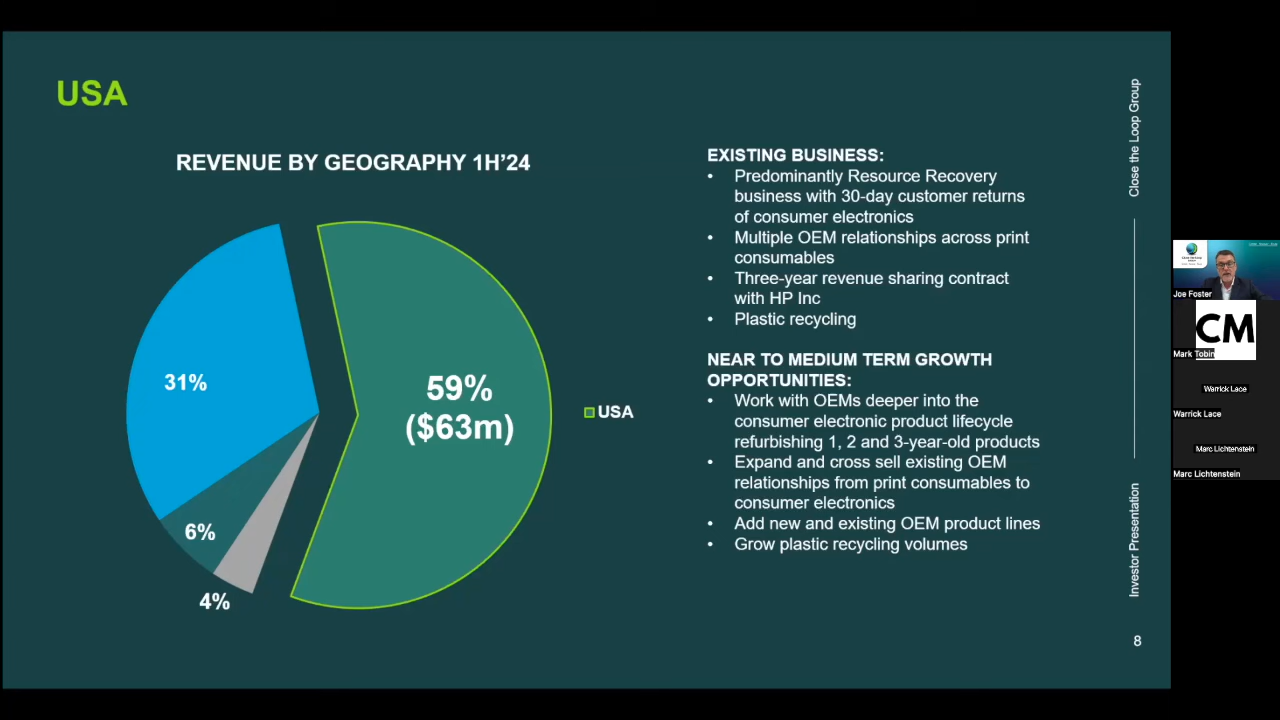 USA
REVENUE BY GEOGRAPHY 1H’24
31%
59%
($63m)
6%
4%
USA
EXISTING BUSINESS:
• Predominantly Resource Recovery
business with 30-day customer returns
of consumer electronics
• Multiple OEM relationships across print
consumables
• Three-year revenue sharing contract
with HP Inc
• Plastic recycling
NEAR TO MEDIUM TERM GROWTH
OPPORTUNITIES:
• Work with OEMs deeper into the
consumer electronic product lifecycle
refurbishing 1, 2 and 3-year-old products
• Expand and cross sell existing OEM
relationships from print consumables to
consumer electronics
• Add new and existing OEM product lines
• Grow plastic recycling volumes
Close the Loop Group
Investor Presentation
8
Joe Foster
CM
Mark Tobin
Warrick Lace
Warrick Lace
Marc Lichtenstein
Marc Lichtenstein